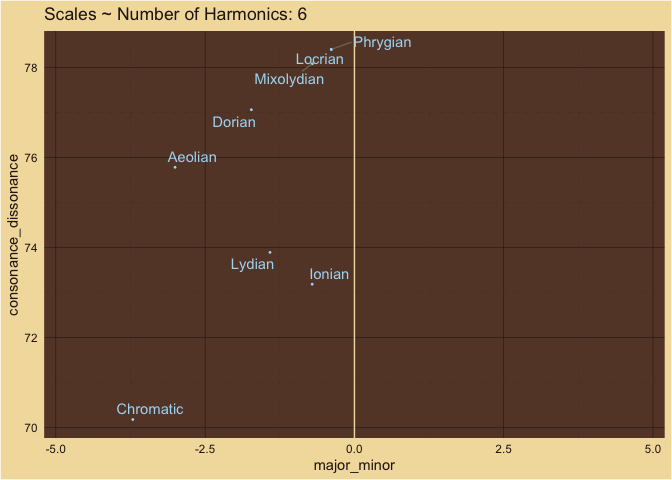 Scales ~ Number of Harmonics: 6
Phrygian
Locrian
Mixolydian
Dorian
Aeolian
Lydian
Ionian
Chromatic
consonance_dissonance
78
76
74
72
70
-5.0 -2.5 0.0 2.5 5.0
major_minor